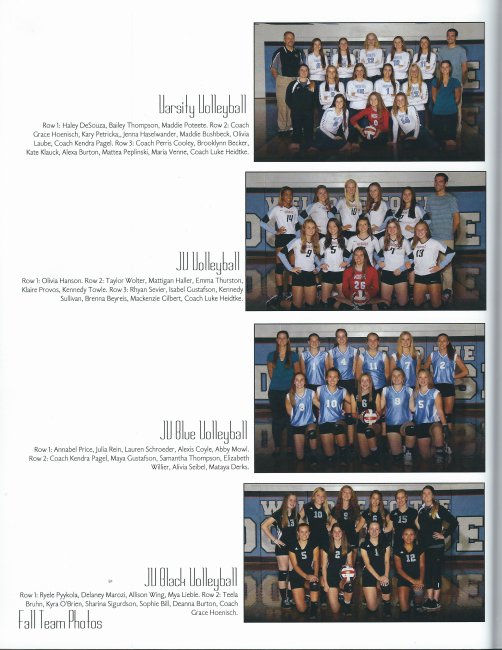 Varsity Volleyball
Row 1: Haley DeSouza, Bailey Thompson, Maddie Poteete. Row 2: Coach
Grace Hoenisch, Kary Petricka,, Jenna Haselwander, Maddie Bushbeck, Olivia
Laube, Coach Kendra Pagel. Row 3: Coach Perris Cooley, Brooklynn Becker,
Kate Klauck, Alexa Burton, Mattea Peplinski, Maria Venne, Coach Luke Heidtke.
JV Volleyball
Row 1: Olivia Hanson. Row 2: Taylor Wolter, Mattigan Haller, Emma Thurston,
Klaire Provos, Kennedy Towle. Row 3: Rhyan Sevier, Isabel Gustafson, Kennedy
Sullivan, Brenna Beyreis, Mackenzie Gilbert, Coach Luke Heidtke.
JV Blue Volleyball
Row 1: Annabel Price, Julia Rein, Lauren Schroeder, Alexis Coyle, Abby Mowl.
Row 2: Coach Kendra Pagel, Maya Gustafson, Samantha Thompson, Elizabeth
Willier, Alivia Seibel, Mataya Derks.
JV Black Volleyball
Row 1: Ryele Pyykola, Delaney Marozi, Allison Wing, Mya Lieble. Row 2: Teela
Bruhn, Kyra O'Brien, Sharina Sigurdson, Sophie Bill, Deanna Burton, Coach
Grace Hoenisch.
Fall Team Photos